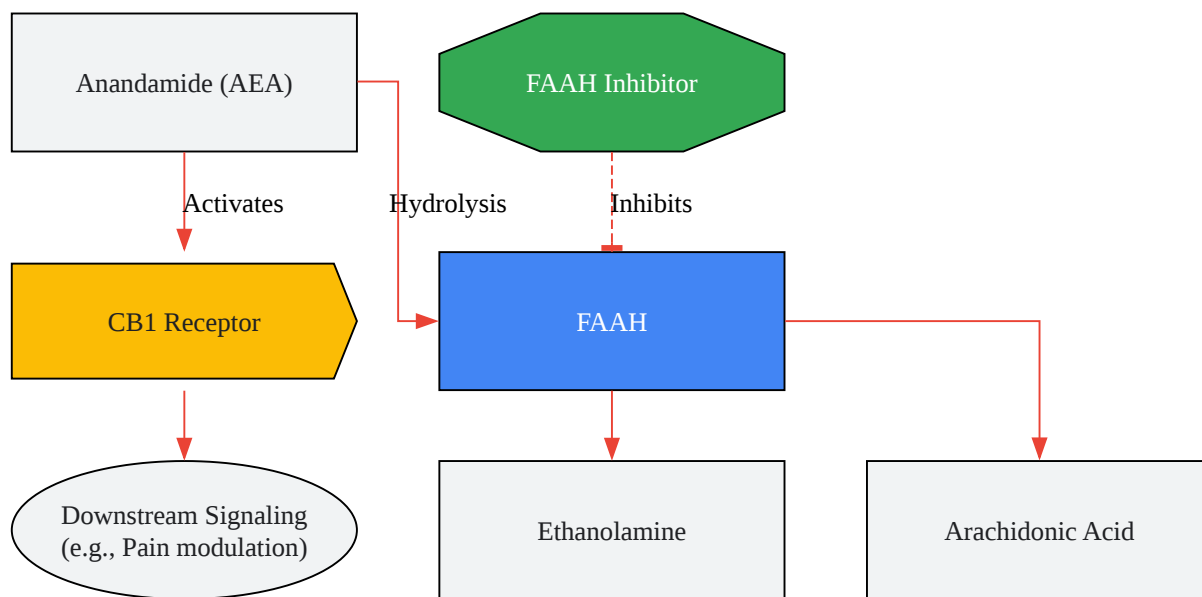 Anandamide (AEA)
FAAH Inhibitor
Activates
Hydrolysis
Inhibits
CB1 Receptor
FAAH
Downstream Signaling
(e.g., Pain modulation)
Ethanolamine
Arachidonic Acid